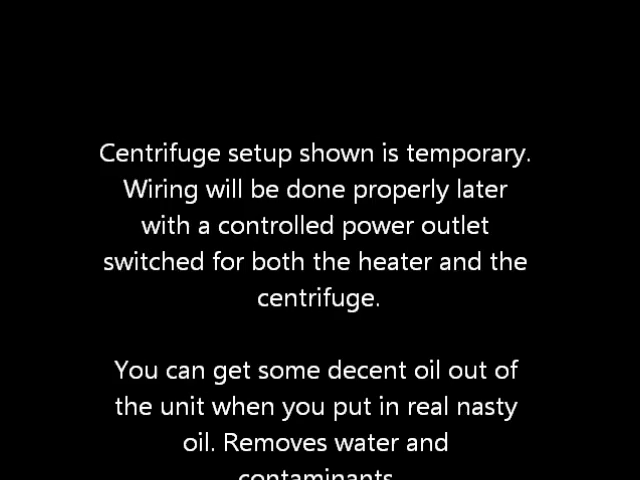 Centrifuge setup shown is temporary.
Wiring will be done properly later
with a controlled power outlet
switched for both the heater and the
centrifuge.
You can get some decent oil out of
the unit when you put in real nasty
oil. Removes water and
contaminants